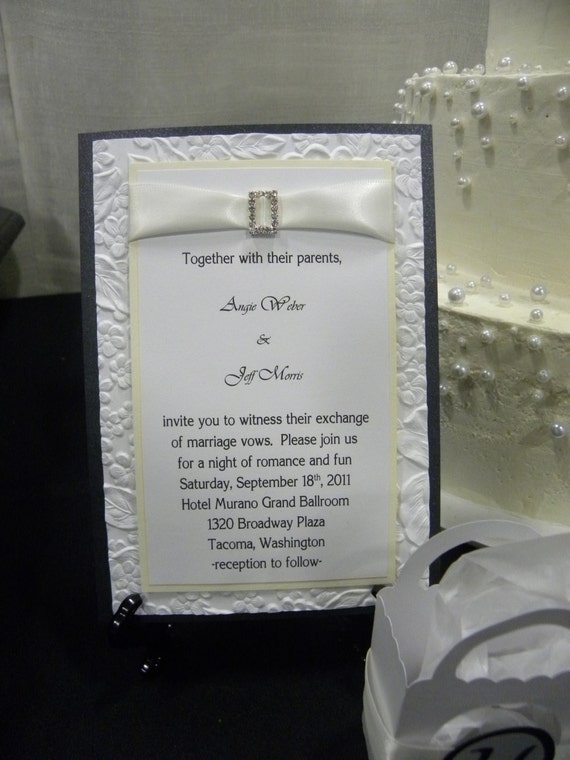 Together with their parents,
Angie Weber
&
Jeff Morris
invite you to witness their exchange
of marriage vows.  Please join us
for a night of romance and fun
Saturday, September 18th, 2011
Hotel Murano Grand Ballroom
1320 Broadway Plaza
Tacoma, Washington
-reception to follow-